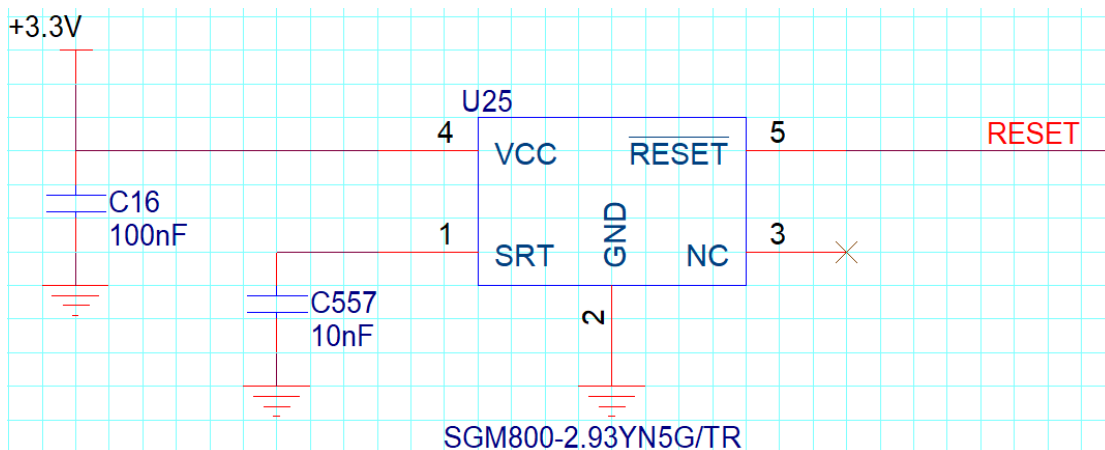 +3.3V
U25
4
VCC
RESET
5
RESET
C16
100nF
1
SRT
GND
NC
3
C557
10nF
2
SGM800-2.93YN5G/TR